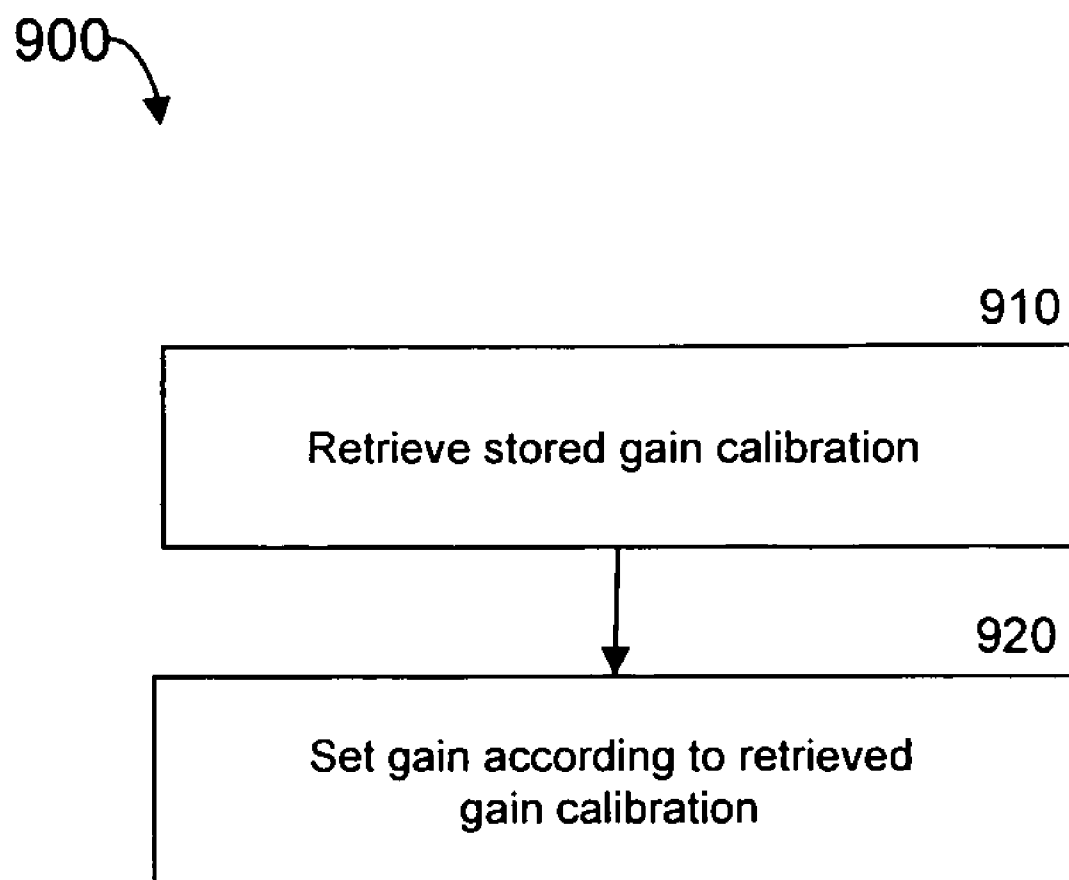 900
910
Retrieve stored gain calibration
920
Set gain according to retrieved
gain calibration